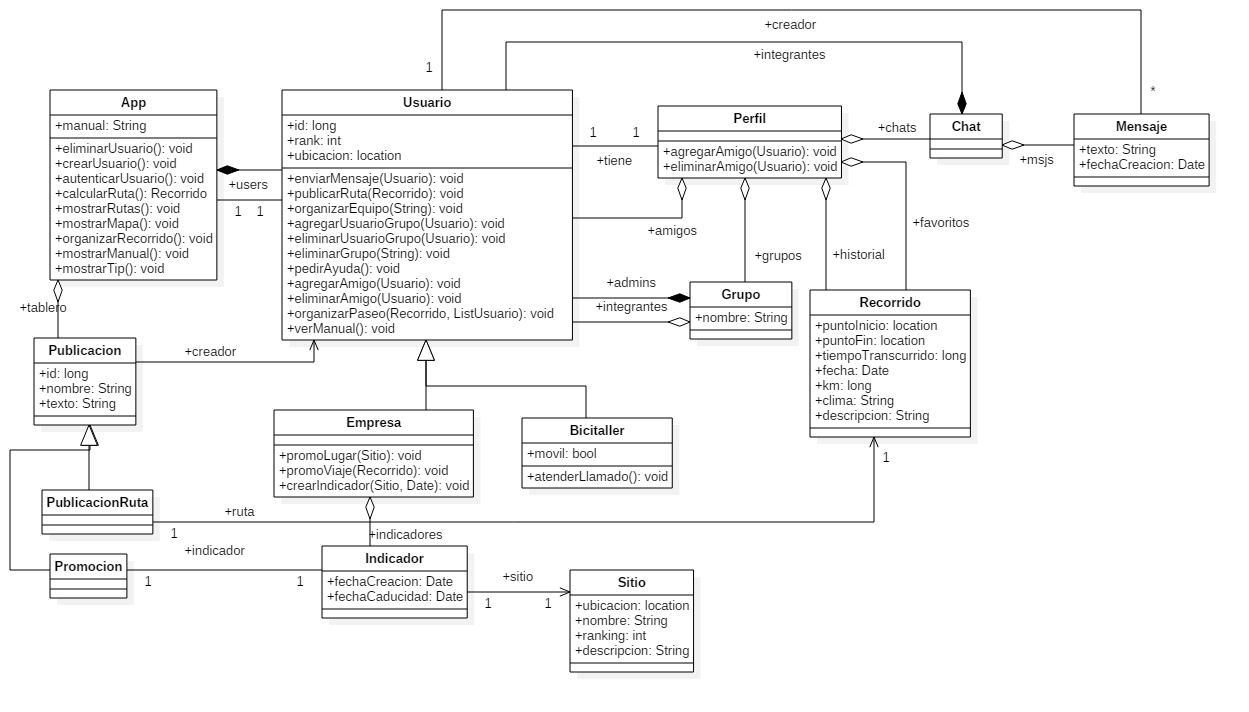 +creador
+integrantes
1
*
App
+manual: String
+eliminarUsuario(): void
+crearUsuario(): void
+autenticarUsuario(): void
+calcularRuta(): Recorrido
+mostrarRutas(): void
+mostrarMapa(): void
+organizarRecorrido(): void
+mostrarManual(): void
+mostrarTip(): void
+users
1 1
Usuario
+id: long
+rank: int
+ubicacion: location
+enviarMensaje(Usuario): void
+publicarRuta(Recorrido): void
+organizarEquipo(String): void
+agregarUsuarioGrupo(Usuario): void
+eliminarUsuarioGrupo(Usuario): void
+eliminarGrupo(String): void
+pedirAyuda(): void
+agregarAmigo(Usuario): void
+eliminarAmigo(Usuario): void
+organizarPaseo(Recorrido, ListUsuario): void
+verManual(): void
1 1
+tiene
Perfil
+agregarAmigo(Usuario): void
+eliminarAmigo(Usuario): void
+chats
Chat
+msjs
Mensaje
+texto: String
+fechaCreacion: Date
+amigos
+grupos
+historial
+favoritos
+admins
+integrantes
Grupo
+nombre: String
Recorrido
+puntoInicio: location
+puntoFin: location
+tiempoTranscurrido: long
+fecha: Date
+km: long
+clima: String
+descripcion: String
1
+tablero
Publicacion
+id: long
+nombre: String
+texto: String
+creador
Empresa
+promoLugar(Sitio): void
+promoViaje(Recorrido): void
+crearIndicador(Sitio, Date): void
Bicitaller
+movil: bool
+atenderLlamado(): void
PublicacionRuta
+ruta
1
+indicadores
Promocion
+indicador
1 1
Indicador
+fechaCreacion: Date
+fechaCaducidad: Date
+sitio
1 1
Sitio
+ubicacion: location
+nombre: String
+ranking: int
+descripcion: String